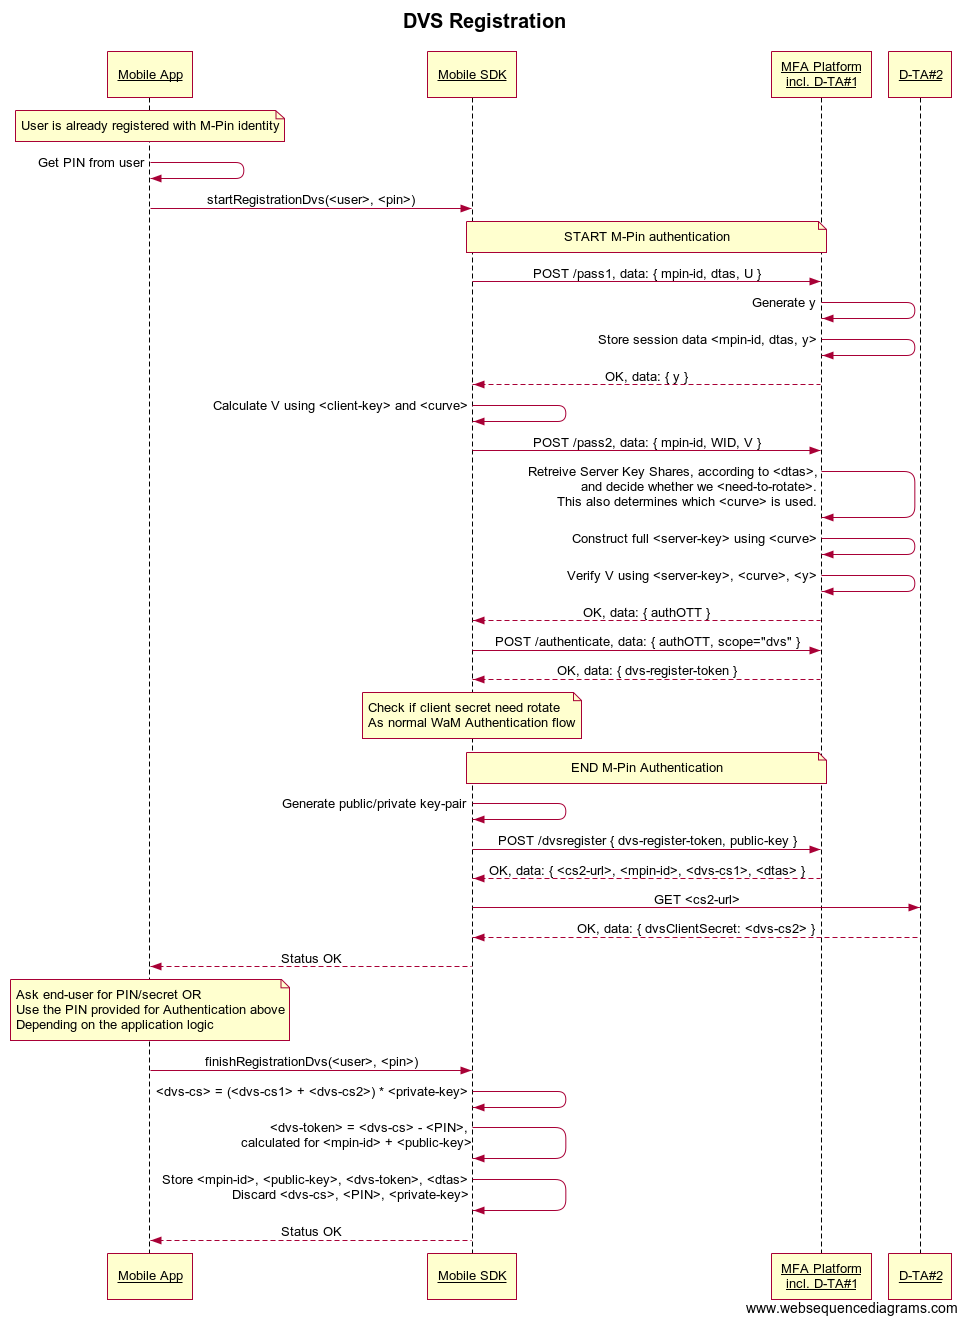 DVS Registration
Mobile App
Mobile SDK
MFA Platform
incl. D-TA#1
D-TA#2
User is already registered with M-Pin identity
Get PIN from user
startRegistrationDvs(<user>, <pin>)
START M-Pin authentication
POST /pass1, data: { mpin-id, dtas, U }
Generate y
Store session data <mpin-id, dtas, y>
OK, data: { y }
Calculate V using <client-key> and <curve>
POST /pass2, data: { mpin-id, WID, V }
Retreive Server Key Shares, according to <dtas>,
and decide whether we <need-to-rotate>.
This also determines which <curve> is used.
Construct full <server-key> using <curve>
Verify V using <server-key>, <curve>, <y>
OK, data: { authOTT }
POST /authenticate, data: { authOTT, scope="dvs" }
OK, data: { dvs-register-token }
Check if client secret need rotate
As normal WaM Authentication flow
END M-Pin Authentication
Generate public/private key-pair
POST /dvsregister { dvs-register-token, public-key }
OK, data: { <cs2-url>, <mpin-id>, <dvs-cs1>, <dtas> }
GET <cs2-url>
OK, data: { dvsClientSecret: <dvs-cs2> }
Status OK
Ask end-user for PIN/secret OR
Use the PIN provided for Authentication above
Depending on the application logic
finishRegistrationDvs(<user>, <pin>)
<dvs-cs> = (<dvs-cs1> + <dvs-cs2>) * <private-key>
<dvs-token> = <dvs-cs> - <PIN>,
calculated for <mpin-id> + <public-key>
Store <mpin-id>, <public-key>, <dvs-token>, <dtas>
Discard <dvs-cs>, <PIN>, <private-key>
Status OK
Mobile App
Mobile SDK
MFA Platform
incl. D-TA#1
D-TA#2
www.websequencediagrams.com